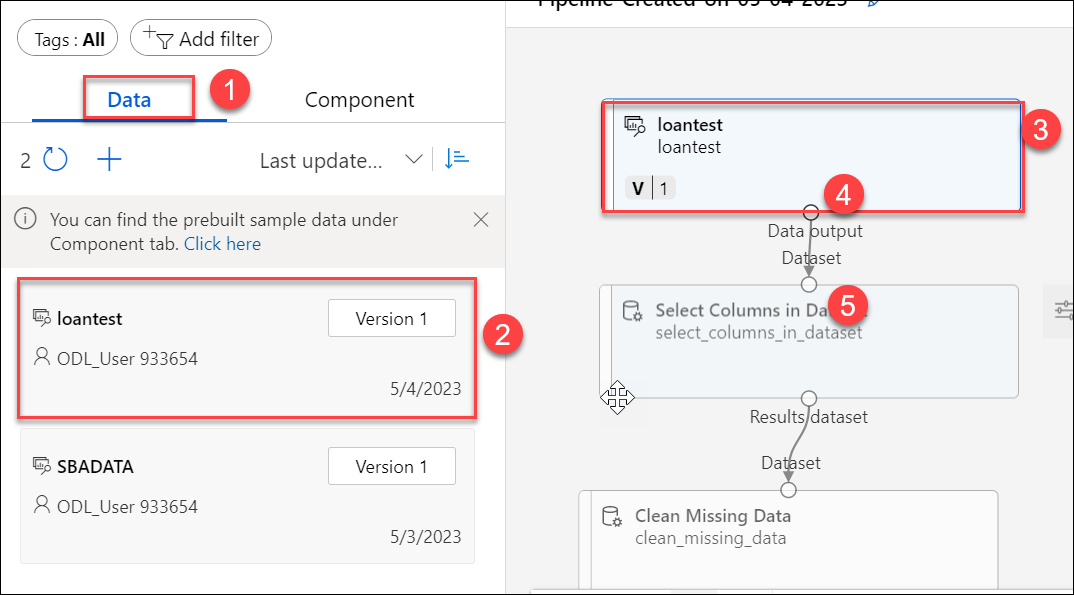 Pipeline-Created-on-05-04-2023
Tags : All
Add filter
1
Data
Component
2
Last update...
You can find the prebuilt sample data under
Component tab. Click here
loantest
Version 1
2
ODL_User 933654
5/4/2023
SBADATA
Version 1
ODL_User 933654
5/3/2023
loantest
3
loantest
V 1
4
Data output
Dataset
Select Columns in Da
5
select_columns_in_dataset
Results dataset
Dataset
Clean Missing Data
clean_missing_data